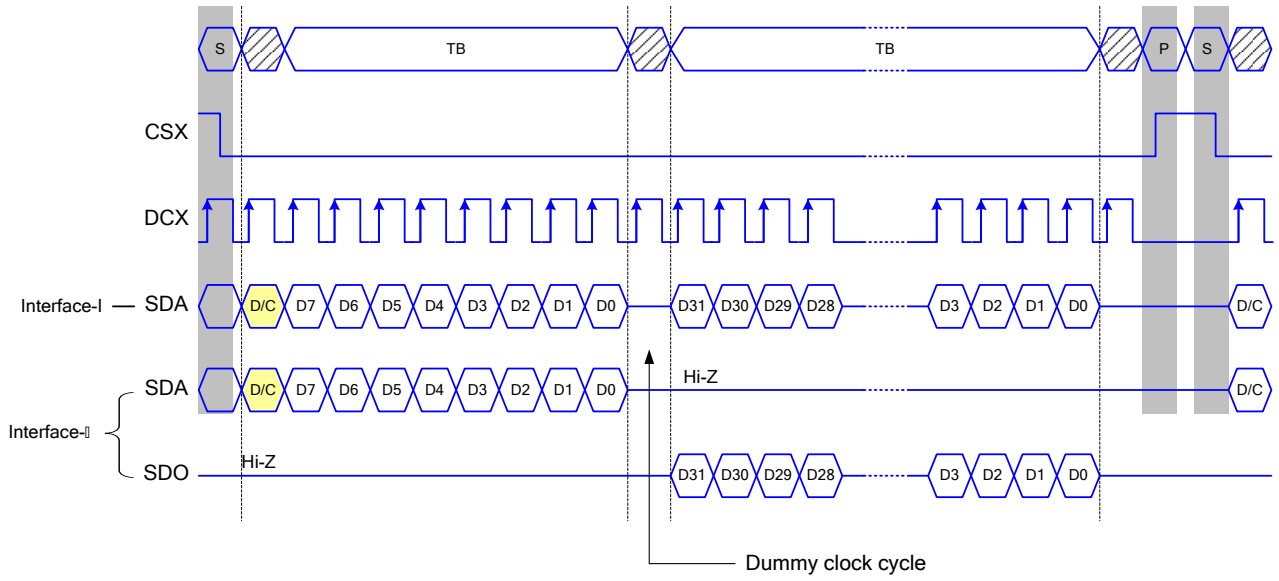 S TB TB P S
CSX
DCX
Interface-I SDA D/C D7 D6 D5 D4 D3 D2 D1 D0 D31 D30 D29 D28 D3 D2 D1 D0 D/C
SDA D/C D7 D6 D5 D4 D3 D2 D1 D0 Hi-Z D/C
Interface-▯
SDO Hi-Z D31 D30 D29 D28 D3 D2 D1 D0
Dummy clock cycle